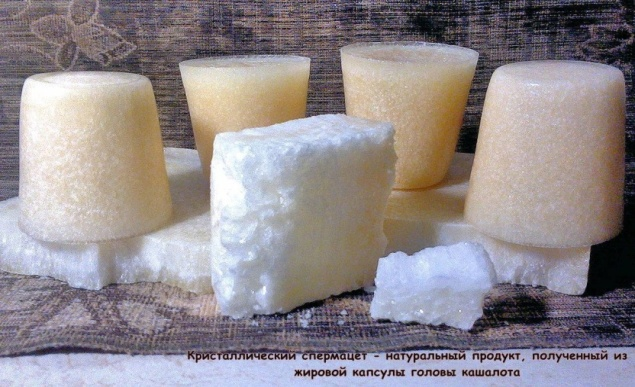 Кристаллический спермацет - натуральный продукт, полученный из
жировой капсулы головы кашалота